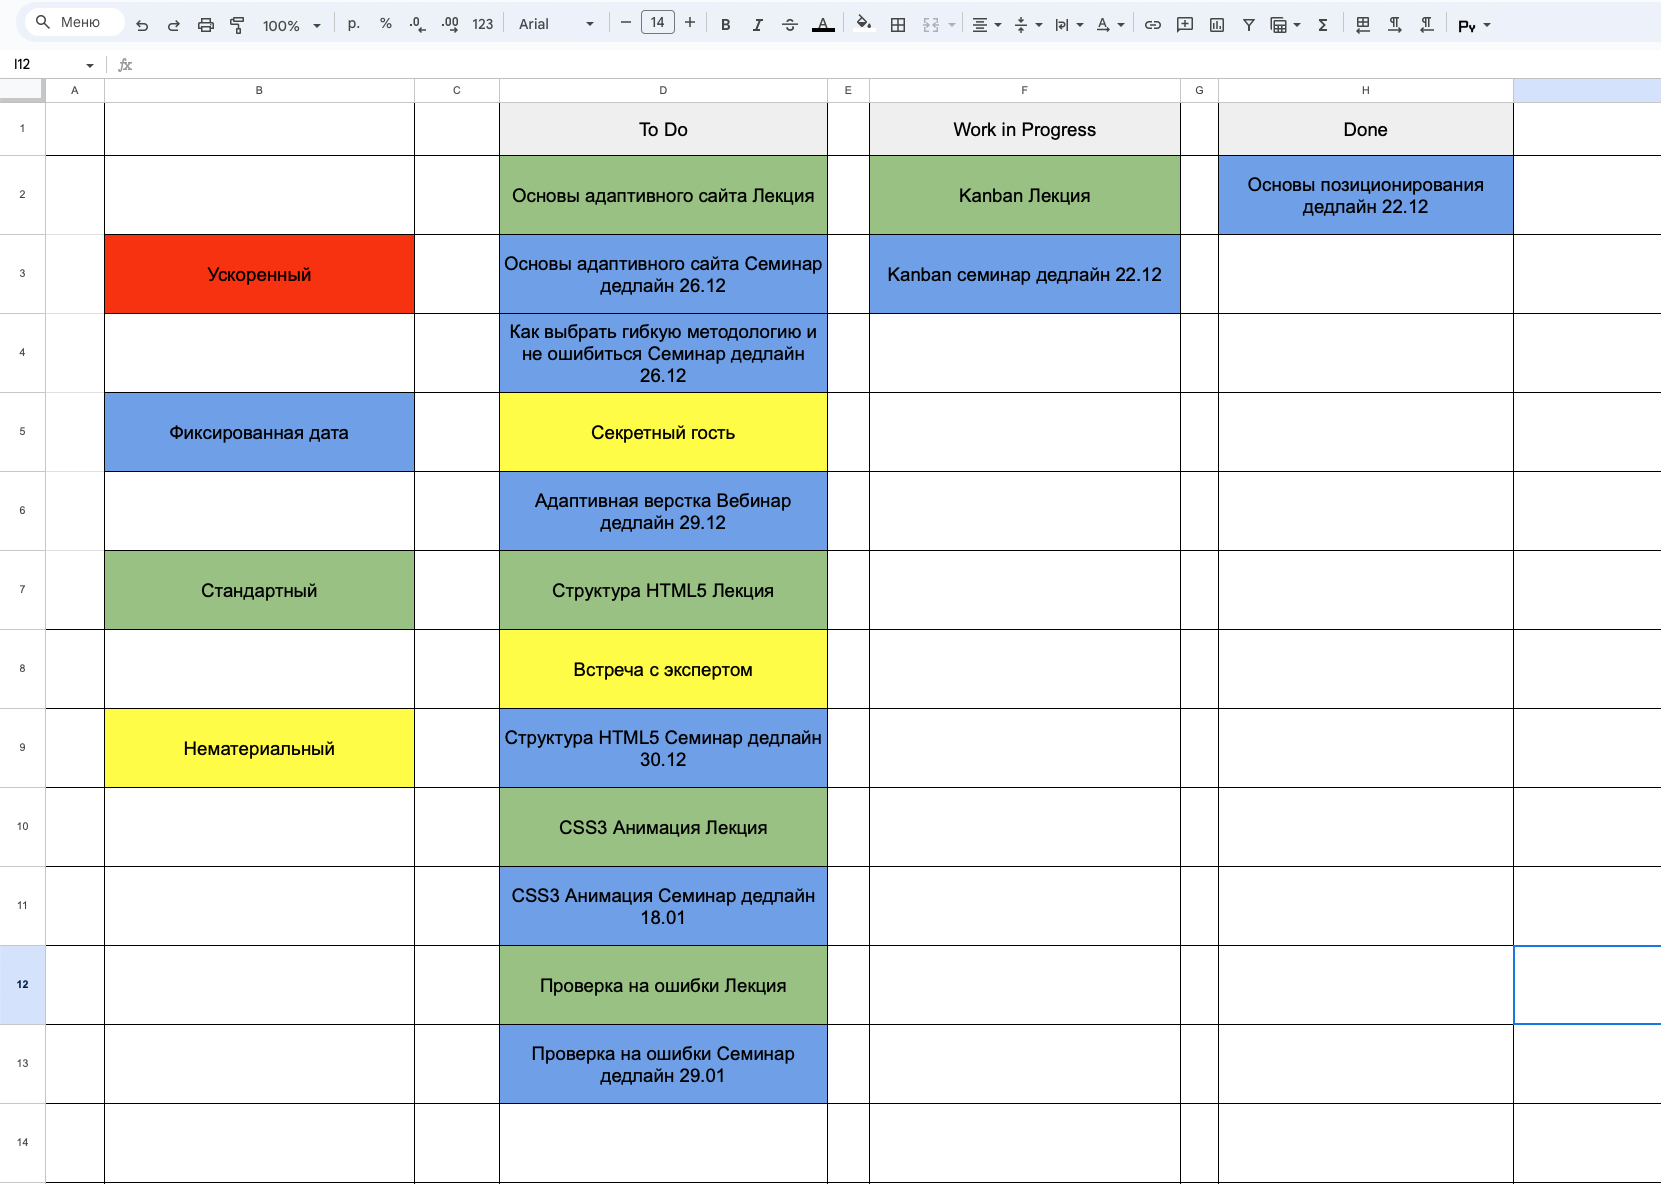 Меню
100%
р.
%
.0
.00
123
Arial
14
I12
fx
A
B
C
D
E
F
G
H
1
To Do
Work in Progress
Done
2
Основы адаптивного сайта Лекция
Kanban Лекция
Основы позиционирования
дедлайн 22.12
3
Ускоренный
Основы адаптивного сайта Семинар
дедлайн 26.12
Kanban семинар дедлайн 22.12
4
Как выбрать гибкую методологию и
не ошибиться Семинар дедлайн
26.12
5
Фиксированная дата
Секретный гость
6
Адаптивная верстка Вебинар
дедлайн 29.12
7
Стандартный
Структура HTML5 Лекция
8
Встреча с экспертом
9
Нематериальный
Структура HTML5 Семинар дедлайн
30.12
10
CSS3 Анимация Лекция
11
CSS3 Анимация Семинар дедлайн
18.01
12
Проверка на ошибки Лекция
13
Проверка на ошибки Семинар
дедлайн 29.01
14